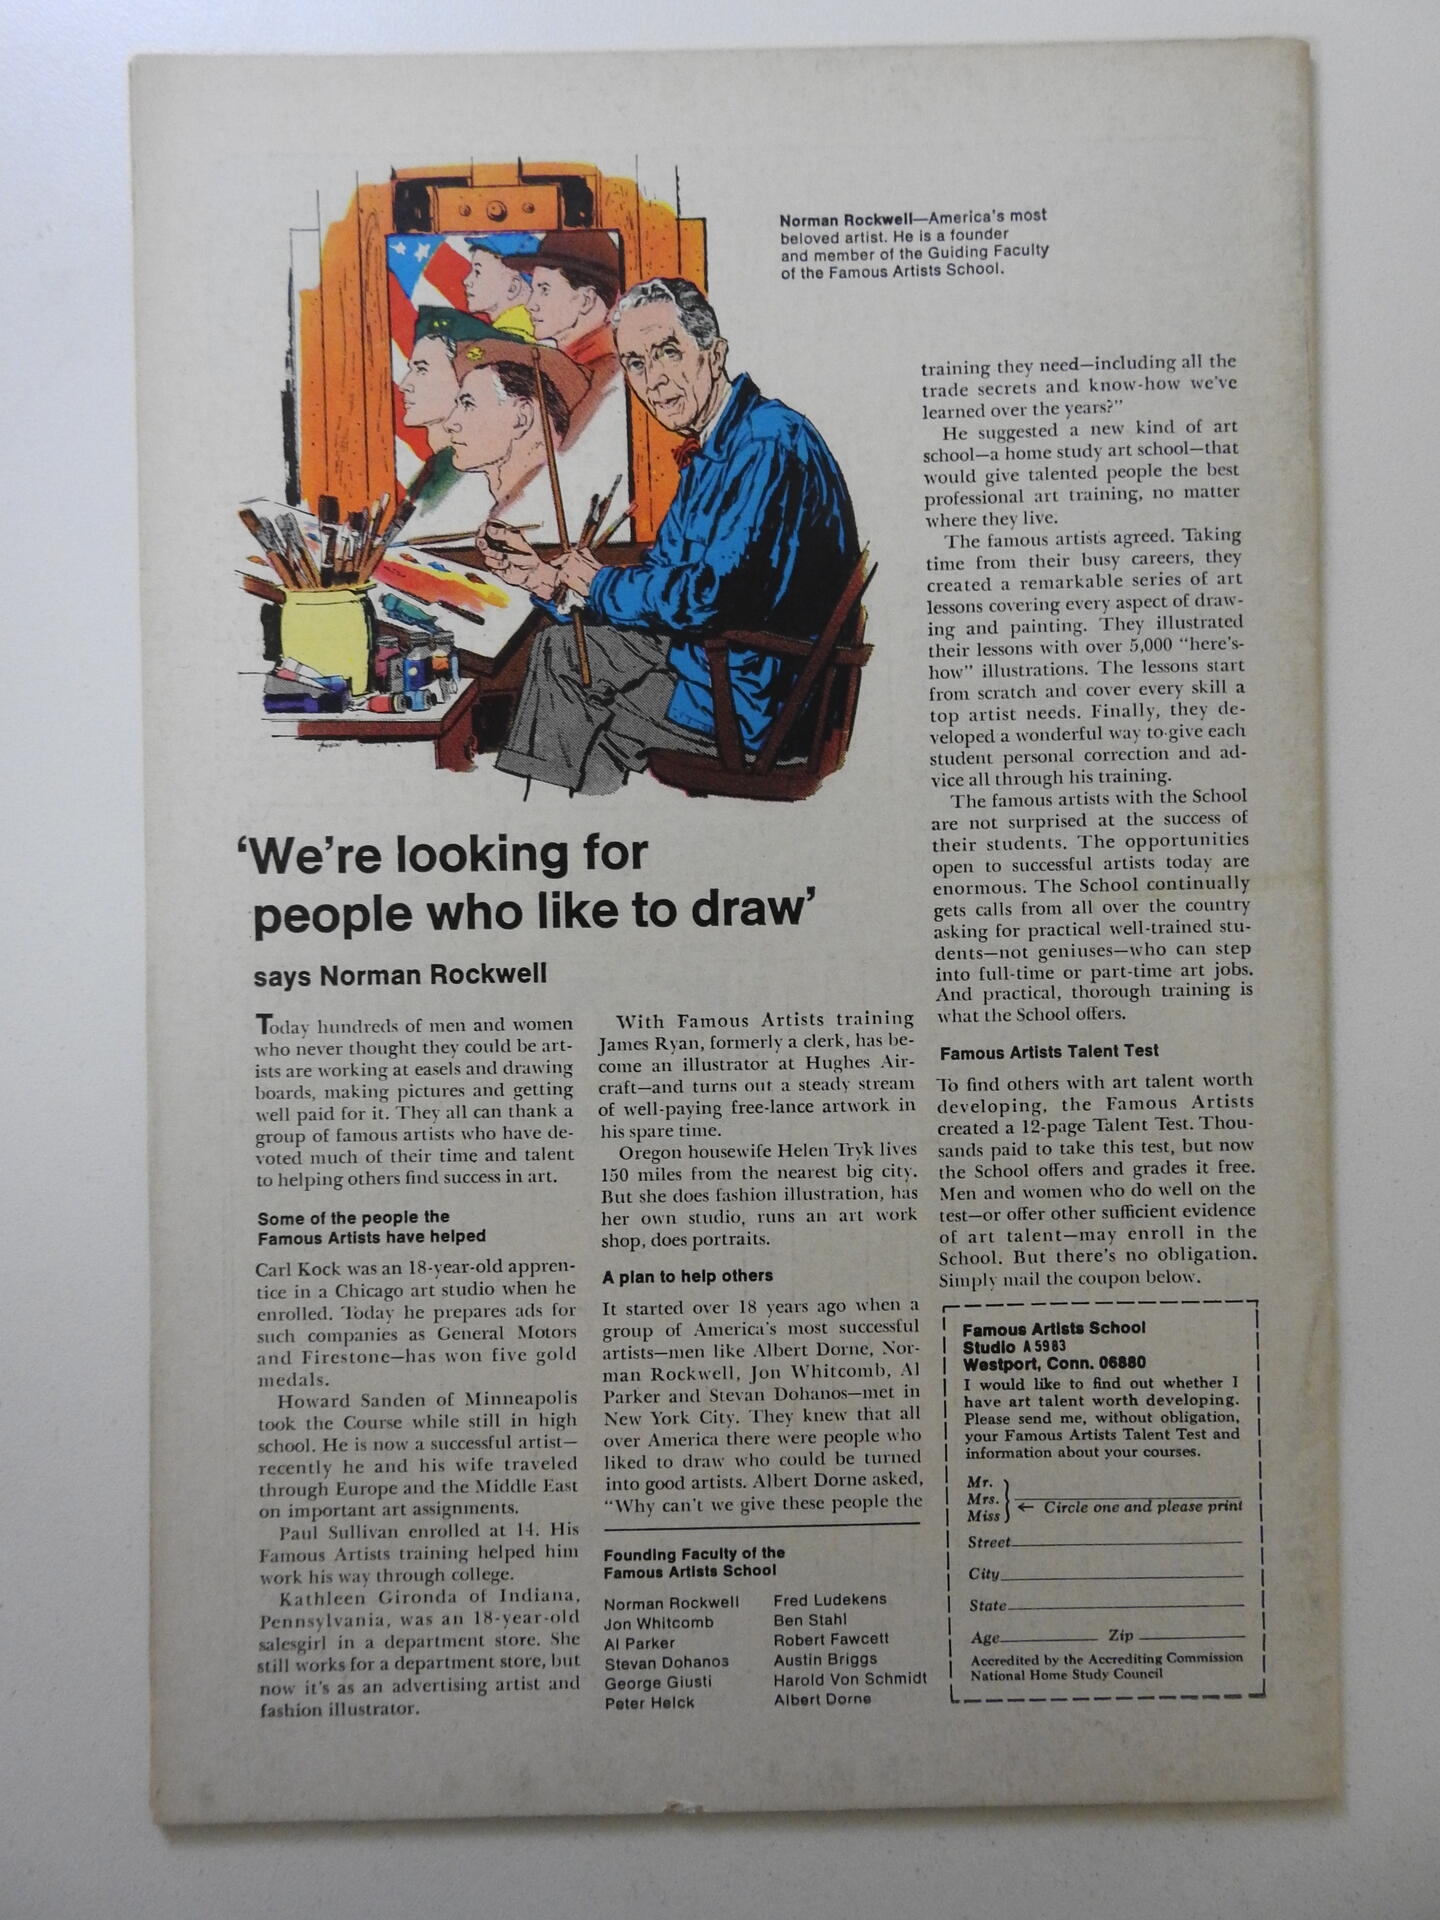 Norman Rockwell—America's most
beloved artist. He is a founder
and member of the Guiding Faculty
of the Famous Artists School.
'We're looking for
people who like to draw'
says Norman Rockwell
Today hundreds of men and women
who never thought they could be art-
ists are working at easels and drawing
boards, making pictures and getting
well paid for it. They all can thank a
group of famous artists who have de-
voted much of their time and talent
to helping others find success in art.
Some of the people the
Famous Artists have helped
Carl Kock was an 18-year-old appren-
tice in a Chicago art studio when he
enrolled. Today he prepares ads for
such companies as General Motors
and Firestone—has won five gold
medals.
Howard Sanden of Minneapolis
took the Course while still in high
school. He is now a successful artist—
recently he and his wife traveled
through Europe and the Middle East
on important art assignments.
Paul Sullivan enrolled at 14. His
Famous Artists training helped him
work his way through college.
Kathleen Gironda of Indiana,
Pennsylvania, was an 18-year-old
salesgirl in a department store. She
still works for a department store, but
now it's as an advertising artist and
fashion illustrator.
With Famous Artists training
James Ryan, formerly a clerk, has be-
come an illustrator at Hughes Air-
craft—and turns out a steady stream
of well-paying free-lance artwork in
his spare time.
Oregon housewife Helen Tryk lives
150 miles from the nearest big city.
But she does fashion illustration, has
her own studio, runs an art work
shop, does portraits.
A plan to help others
It started over 18 years ago when a
group of America's most successful
artists—men like Albert Dorne, Nor-
man Rockwell, Jon Whitcomb, Al
Parker and Stevan Dohanos—met in
New York City. They knew that all
over America there were people who
liked to draw who could be turned
into good artists. Albert Dorne asked,
"Why can't we give these people the
training they need—including all the
trade secrets and know-how we've
learned over the years?"
He suggested a new kind of art
school—a home study art school—that
would give talented people the best
professional art training, no matter
where they live.
The famous artists agreed. Taking
time from their busy careers, they
created a remarkable series of art
lessons covering every aspect of draw-
ing and painting. They illustrated
their lessons with over 5,000 "here's-
how" illustrations. The lessons start
from scratch and cover every skill a
top artist needs. Finally, they de-
veloped a wonderful way to give each
student personal correction and ad-
vice all through his training.
The famous artists with the School
are not surprised at the success of
their students. The opportunities
open to successful artists today are
enormous. The School continually
gets calls from all over the country
asking for practical well-trained stu-
dents—not geniuses—who can step
into full-time or part-time art jobs.
And practical, thorough training is
what the School offers.
Famous Artists Talent Test
To find others with art talent worth
developing, the Famous Artists
created a 12-page Talent Test. Thou-
sands paid to take this test, but now
the School offers and grades it free.
Men and women who do well on the
test—or offer other sufficient evidence
of art talent—may enroll in the
School. But there's no obligation.
Simply mail the coupon below.
Founding Faculty of the
Famous Artists School
Norman Rockwell
Jon Whitcomb
Al Parker
Stevan Dohanos
George Giusti
Peter Helck
Fred Ludekens
Ben Stahl
Robert Fawcett
Austin Briggs
Harold Von Schmidt
Albert Dorne
Famous Artists School
Studio A5983
Westport, Conn. 06880
I would like to find out whether I
have art talent worth developing.
Please send me, without obligation,
your Famous Artists Talent Test and
information about your courses.
Mr.
Mrs.
Miss
← Circle one and please print
Street
City
State
Age Zip
Accredited by the Accrediting Commission
National Home Study Council